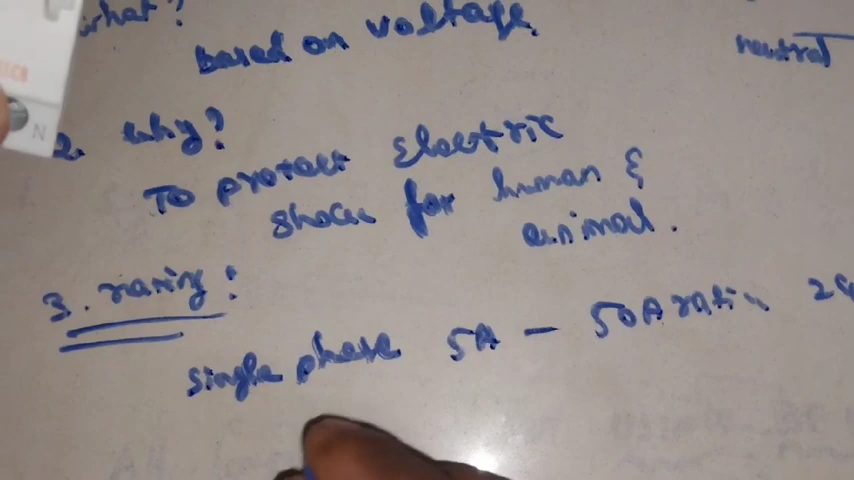 what?
based on voltage
neutral
N
2. why?
To protect Electric
shock for human &
animal.
3. rating:
single phase 5A - 50A